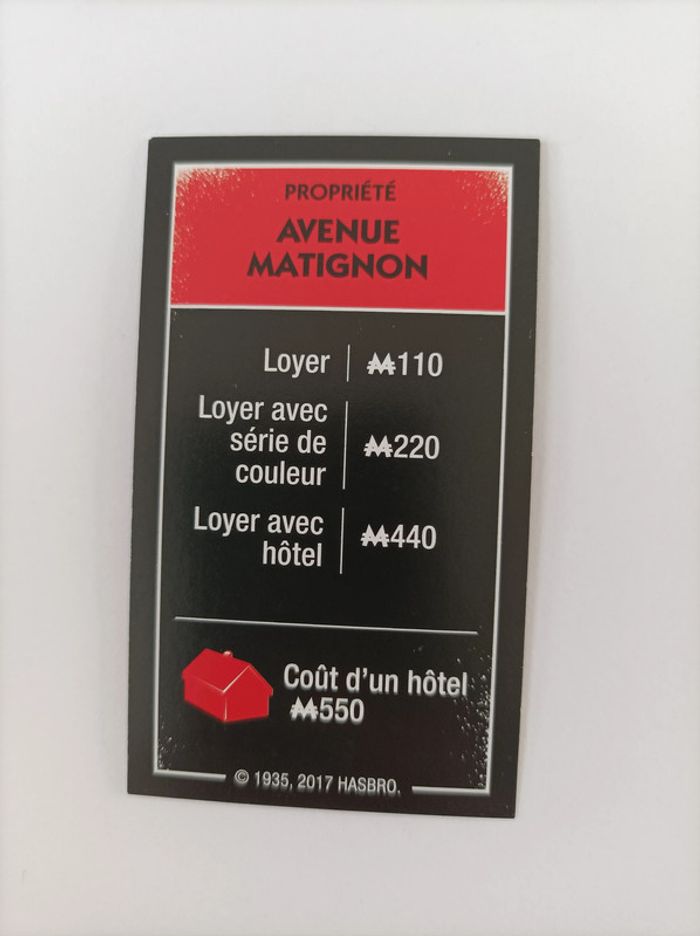 PROPRIÉTÉ
AVENUE
MATIGNON
Loyer ₩110
Loyer avec
série de
couleur ₩220
Loyer avec
hôtel ₩440
Coût d'un hôtel
₩550
© 1935, 2017 HASBRO.